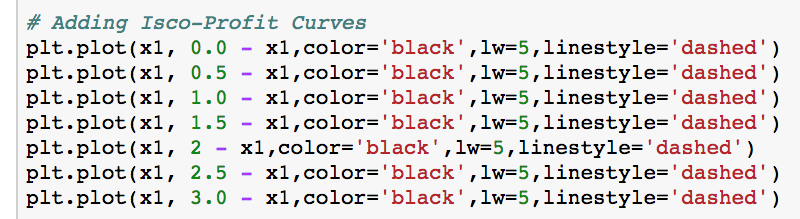 # Adding Isco-Profit Curves
plt.plot(x1, 0.0 - x1,color='black',lw=5,linestyle='dashed')
plt.plot(x1, 0.5 - x1,color='black',lw=5,linestyle='dashed')
plt.plot(x1, 1.0 - x1,color='black',lw=5,linestyle='dashed')
plt.plot(x1, 1.5 - x1,color='black',lw=5,linestyle='dashed')
plt.plot(x1, 2 - x1,color='black',lw=5,linestyle='dashed')
plt.plot(x1, 2.5 - x1,color='black',lw=5,linestyle='dashed')
plt.plot(x1, 3.0 - x1,color='black',lw=5,linestyle='dashed')